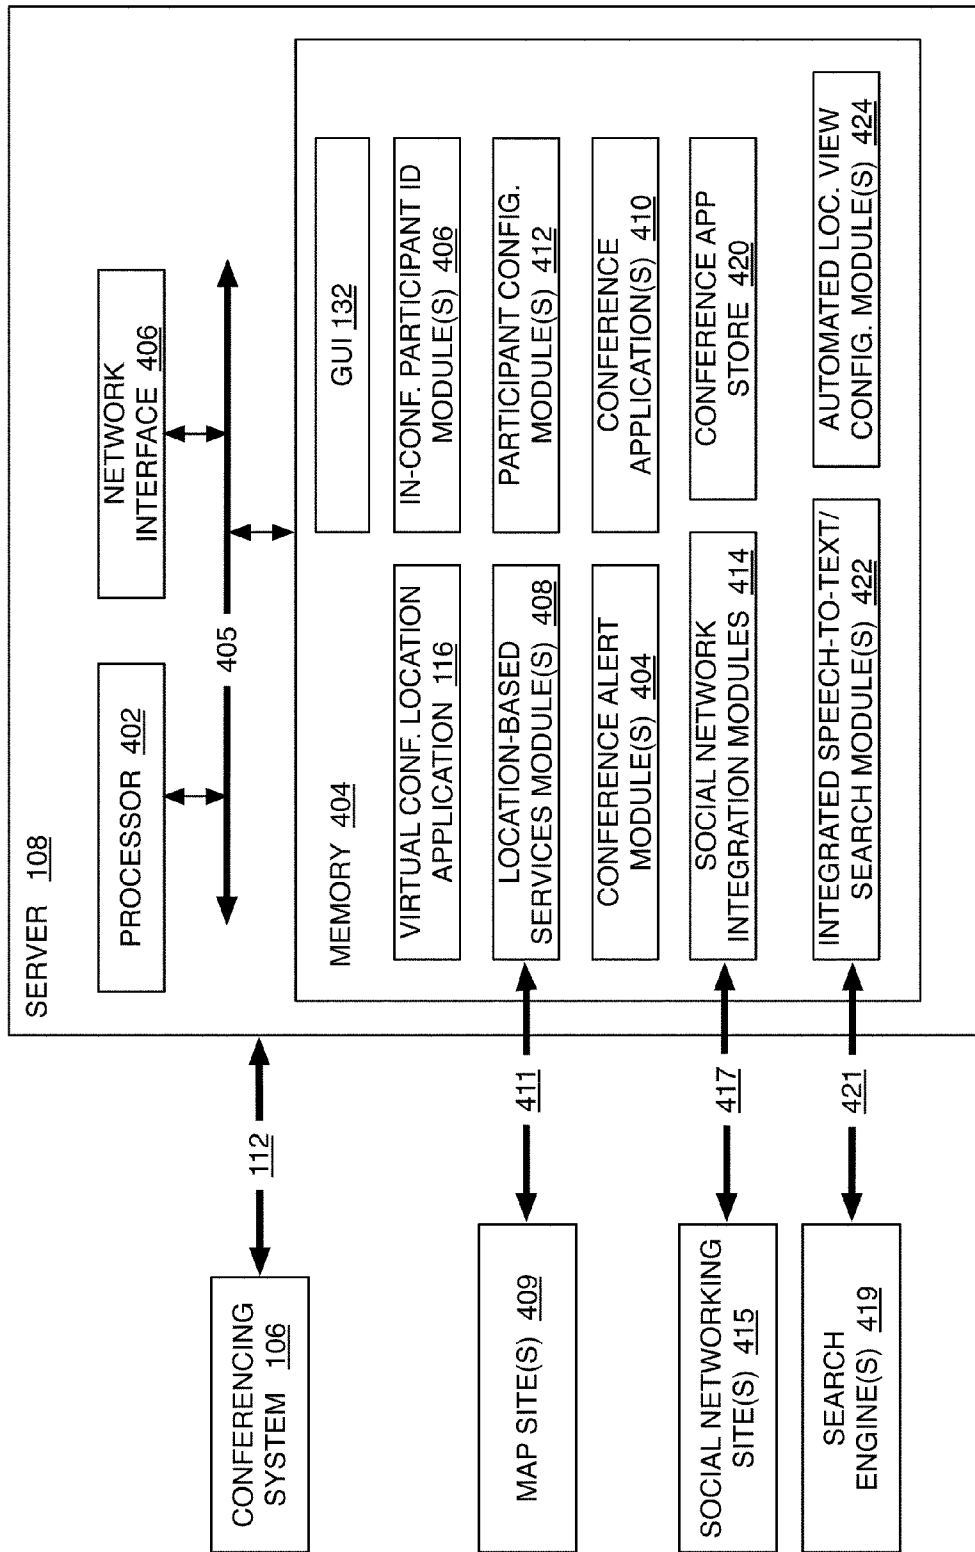 SERVER 108
PROCESSOR 402
NETWORK
INTERFACE 406
405
MEMORY 404
GUI 132
VIRTUAL CONF. LOCATION
APPLICATION 116
IN-CONF. PARTICIPANT ID
MODULE(S) 406
LOCATION-BASED
SERVICES MODULE(S) 408
PARTICIPANT CONFIG.
MODULE(S) 412
CONFERENCE ALERT
MODULE(S) 404
CONFERENCE
APPLICATION(S) 410
SOCIAL NETWORK
INTEGRATION MODULES 414
CONFERENCE APP
STORE 420
INTEGRATED SPEECH-TO-TEXT/
SEARCH MODULE(S) 422
AUTOMATED LOC. VIEW
CONFIG. MODULE(S) 424
CONFERENCING
SYSTEM 106
112
MAP SITE(S) 409
411
SOCIAL NETWORKING
SITE(S) 415
417
SEARCH
ENGINE(S) 419
421